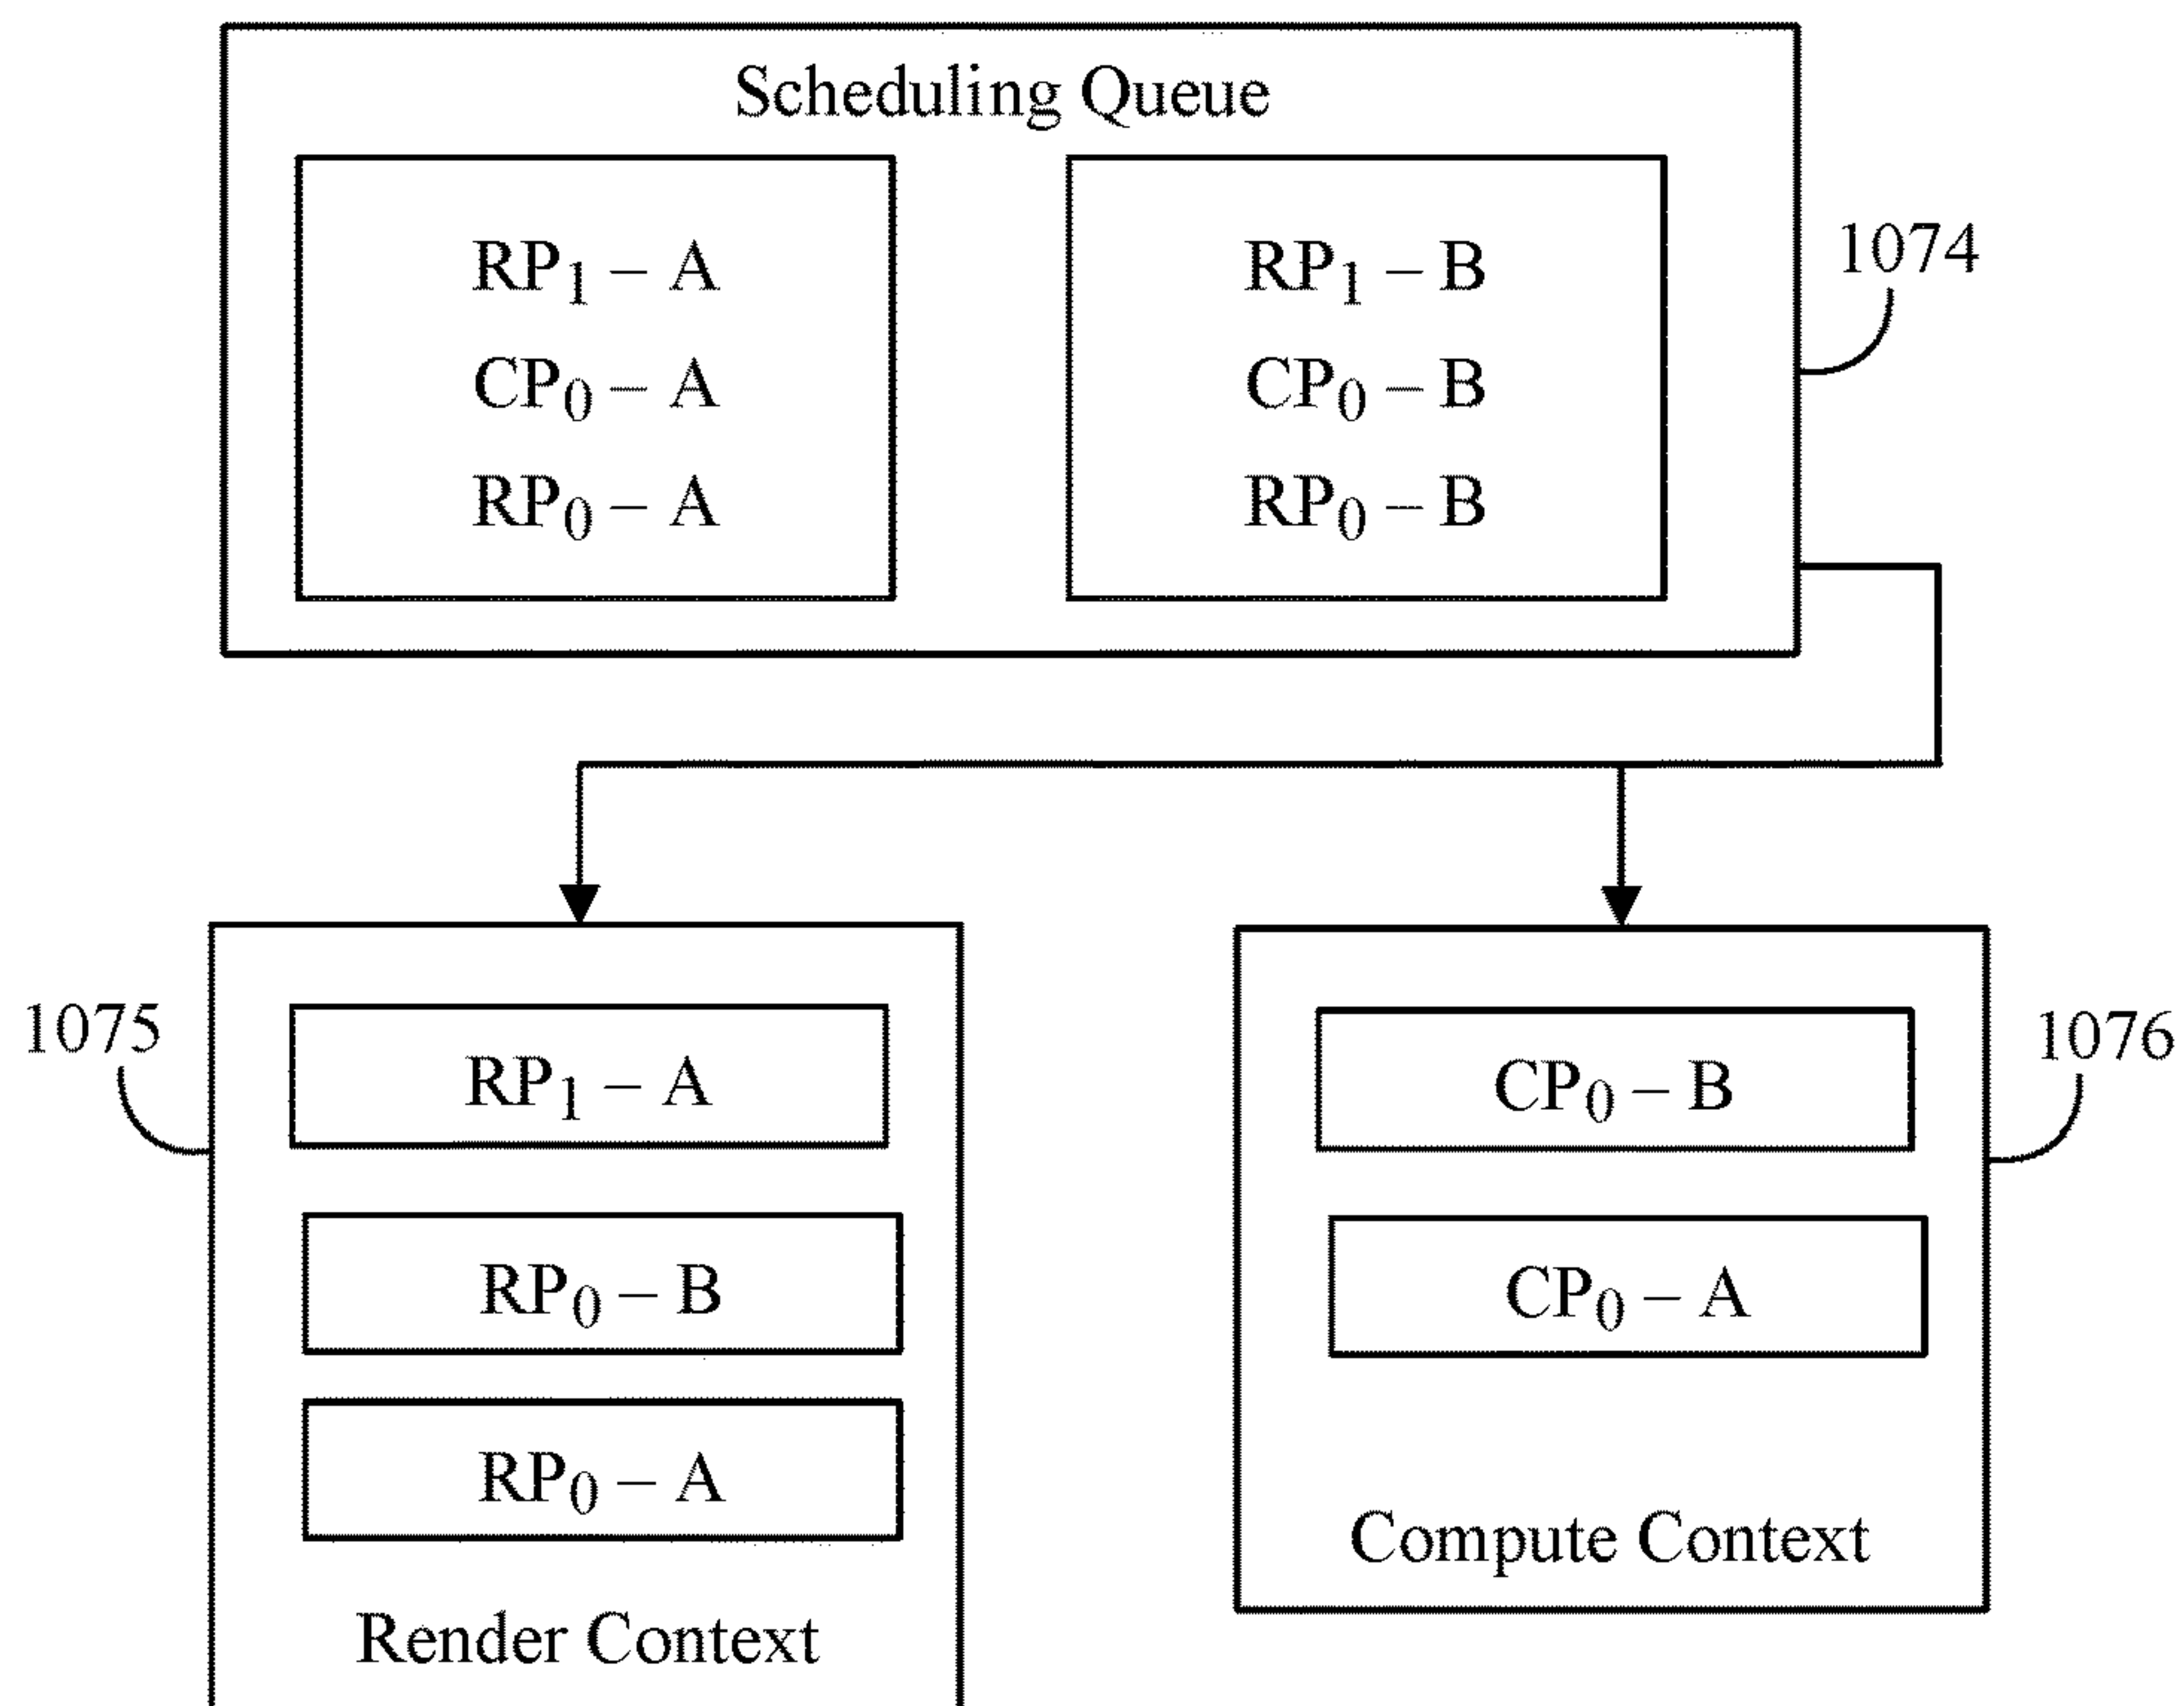 Scheduling Queue
RP₁ – A
CP₀ – A
RP₀ – A
RP₁ – B
CP₀ – B
RP₀ – B
1074
1075
RP₁ – A
RP₀ – B
RP₀ – A
Render Context
CP₀ – B
CP₀ – A
Compute Context
1076